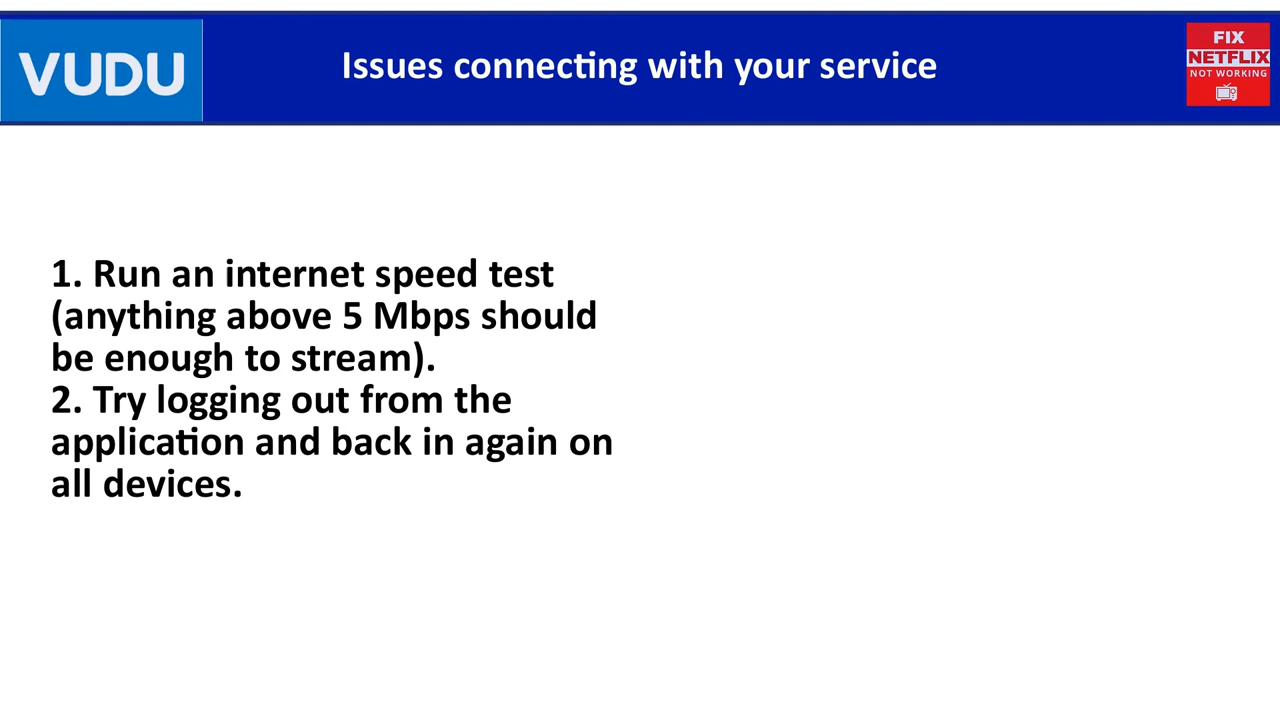 VUDU
Issues connecting with your service
FIX
NETFLIX
NOT WORKING
1. Run an internet speed test
(anything above 5 Mbps should
be enough to stream).
2. Try logging out from the
application and back in again on
all devices.